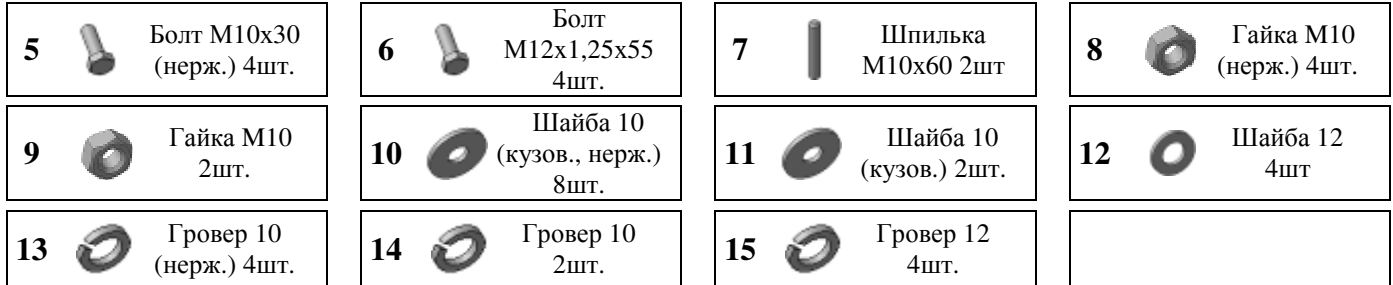 5
Болт М10х30
(нерж.) 4шт.
6
Болт
М12х1,25х55
4шт.
7
Шпилька
М10х60 2шт
8
Гайка М10
(нерж.) 4шт.
9
Гайка М10
2шт.
10
Шайба 10
(кузов., нерж.)
8шт.
11
Шайба 10
(кузов.) 2шт.
12
Шайба 12
4шт
13
Гровер 10
(нерж.) 4шт.
14
Гровер 10
2шт.
15
Гровер 12
4шт.